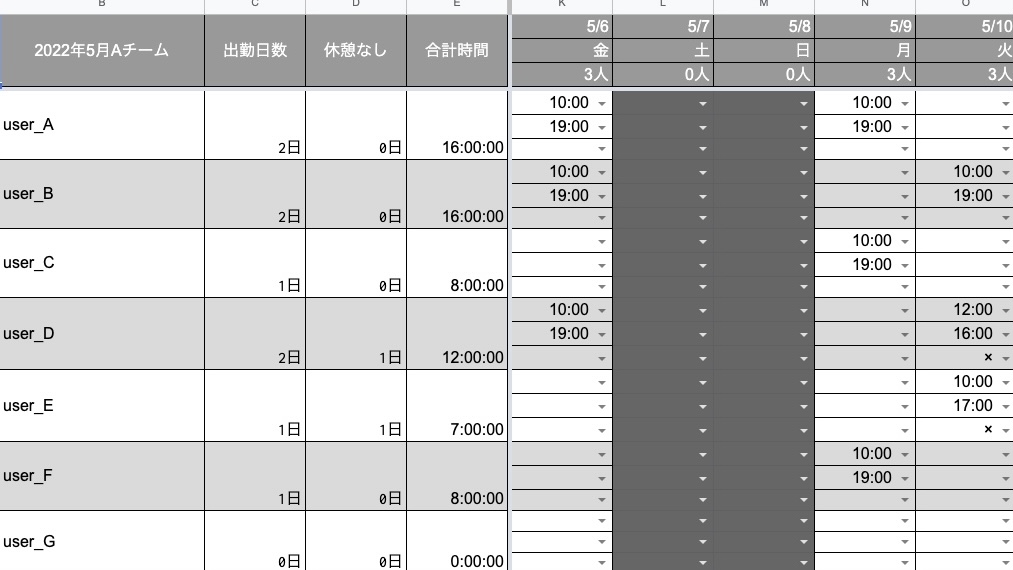 B C D E K L M N O
2022年5月Aチーム 出勤日数 休憩なし 合計時間 5/6 5/7 5/8 5/9 5/10
金 土 日 月 火
3人 0人 0人 3人 3人
user_A 2日 0日 16:00:00
10:00 10:00
19:00 19:00
user_B 2日 0日 16:00:00
10:00 10:00
19:00 19:00
user_C 1日 0日 8:00:00
10:00
19:00
user_D 2日 1日 12:00:00
10:00 12:00
19:00 16:00
×
user_E 1日 1日 7:00:00
10:00
17:00
×
user_F 1日 0日 8:00:00
10:00
19:00
user_G 0日 0日 0:00:00